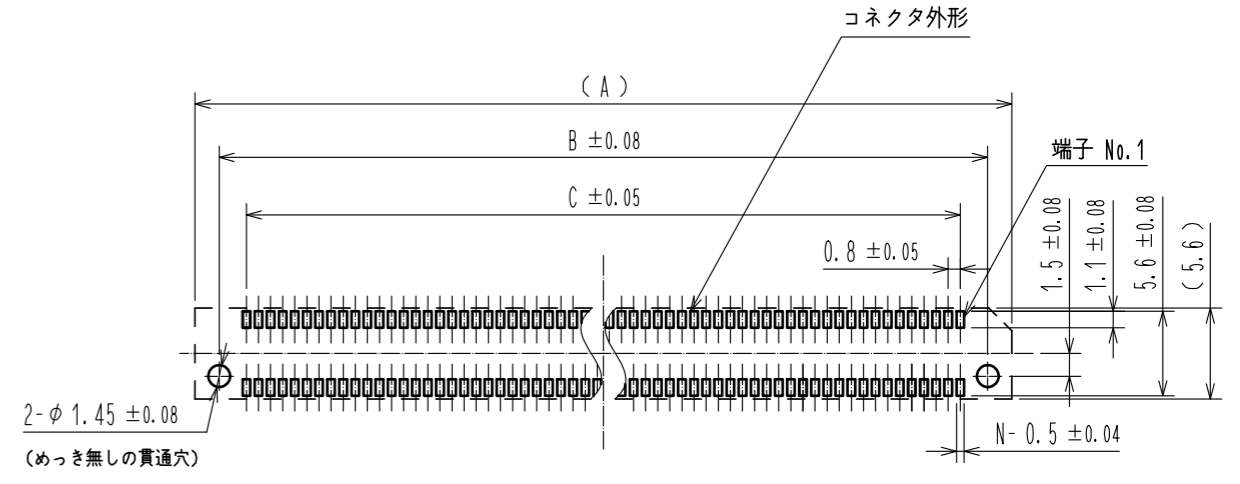 コネクタ外形
(A)
B ±0.08
端子 No.1
C ±0.05
0.8 ±0.05
1.5 ±0.08
1.1 ±0.08
5.6 ±0.08
(5.6)
2-φ1.45 ±0.08
(めっき無しの貫通穴)
N-0.5 ±0.04